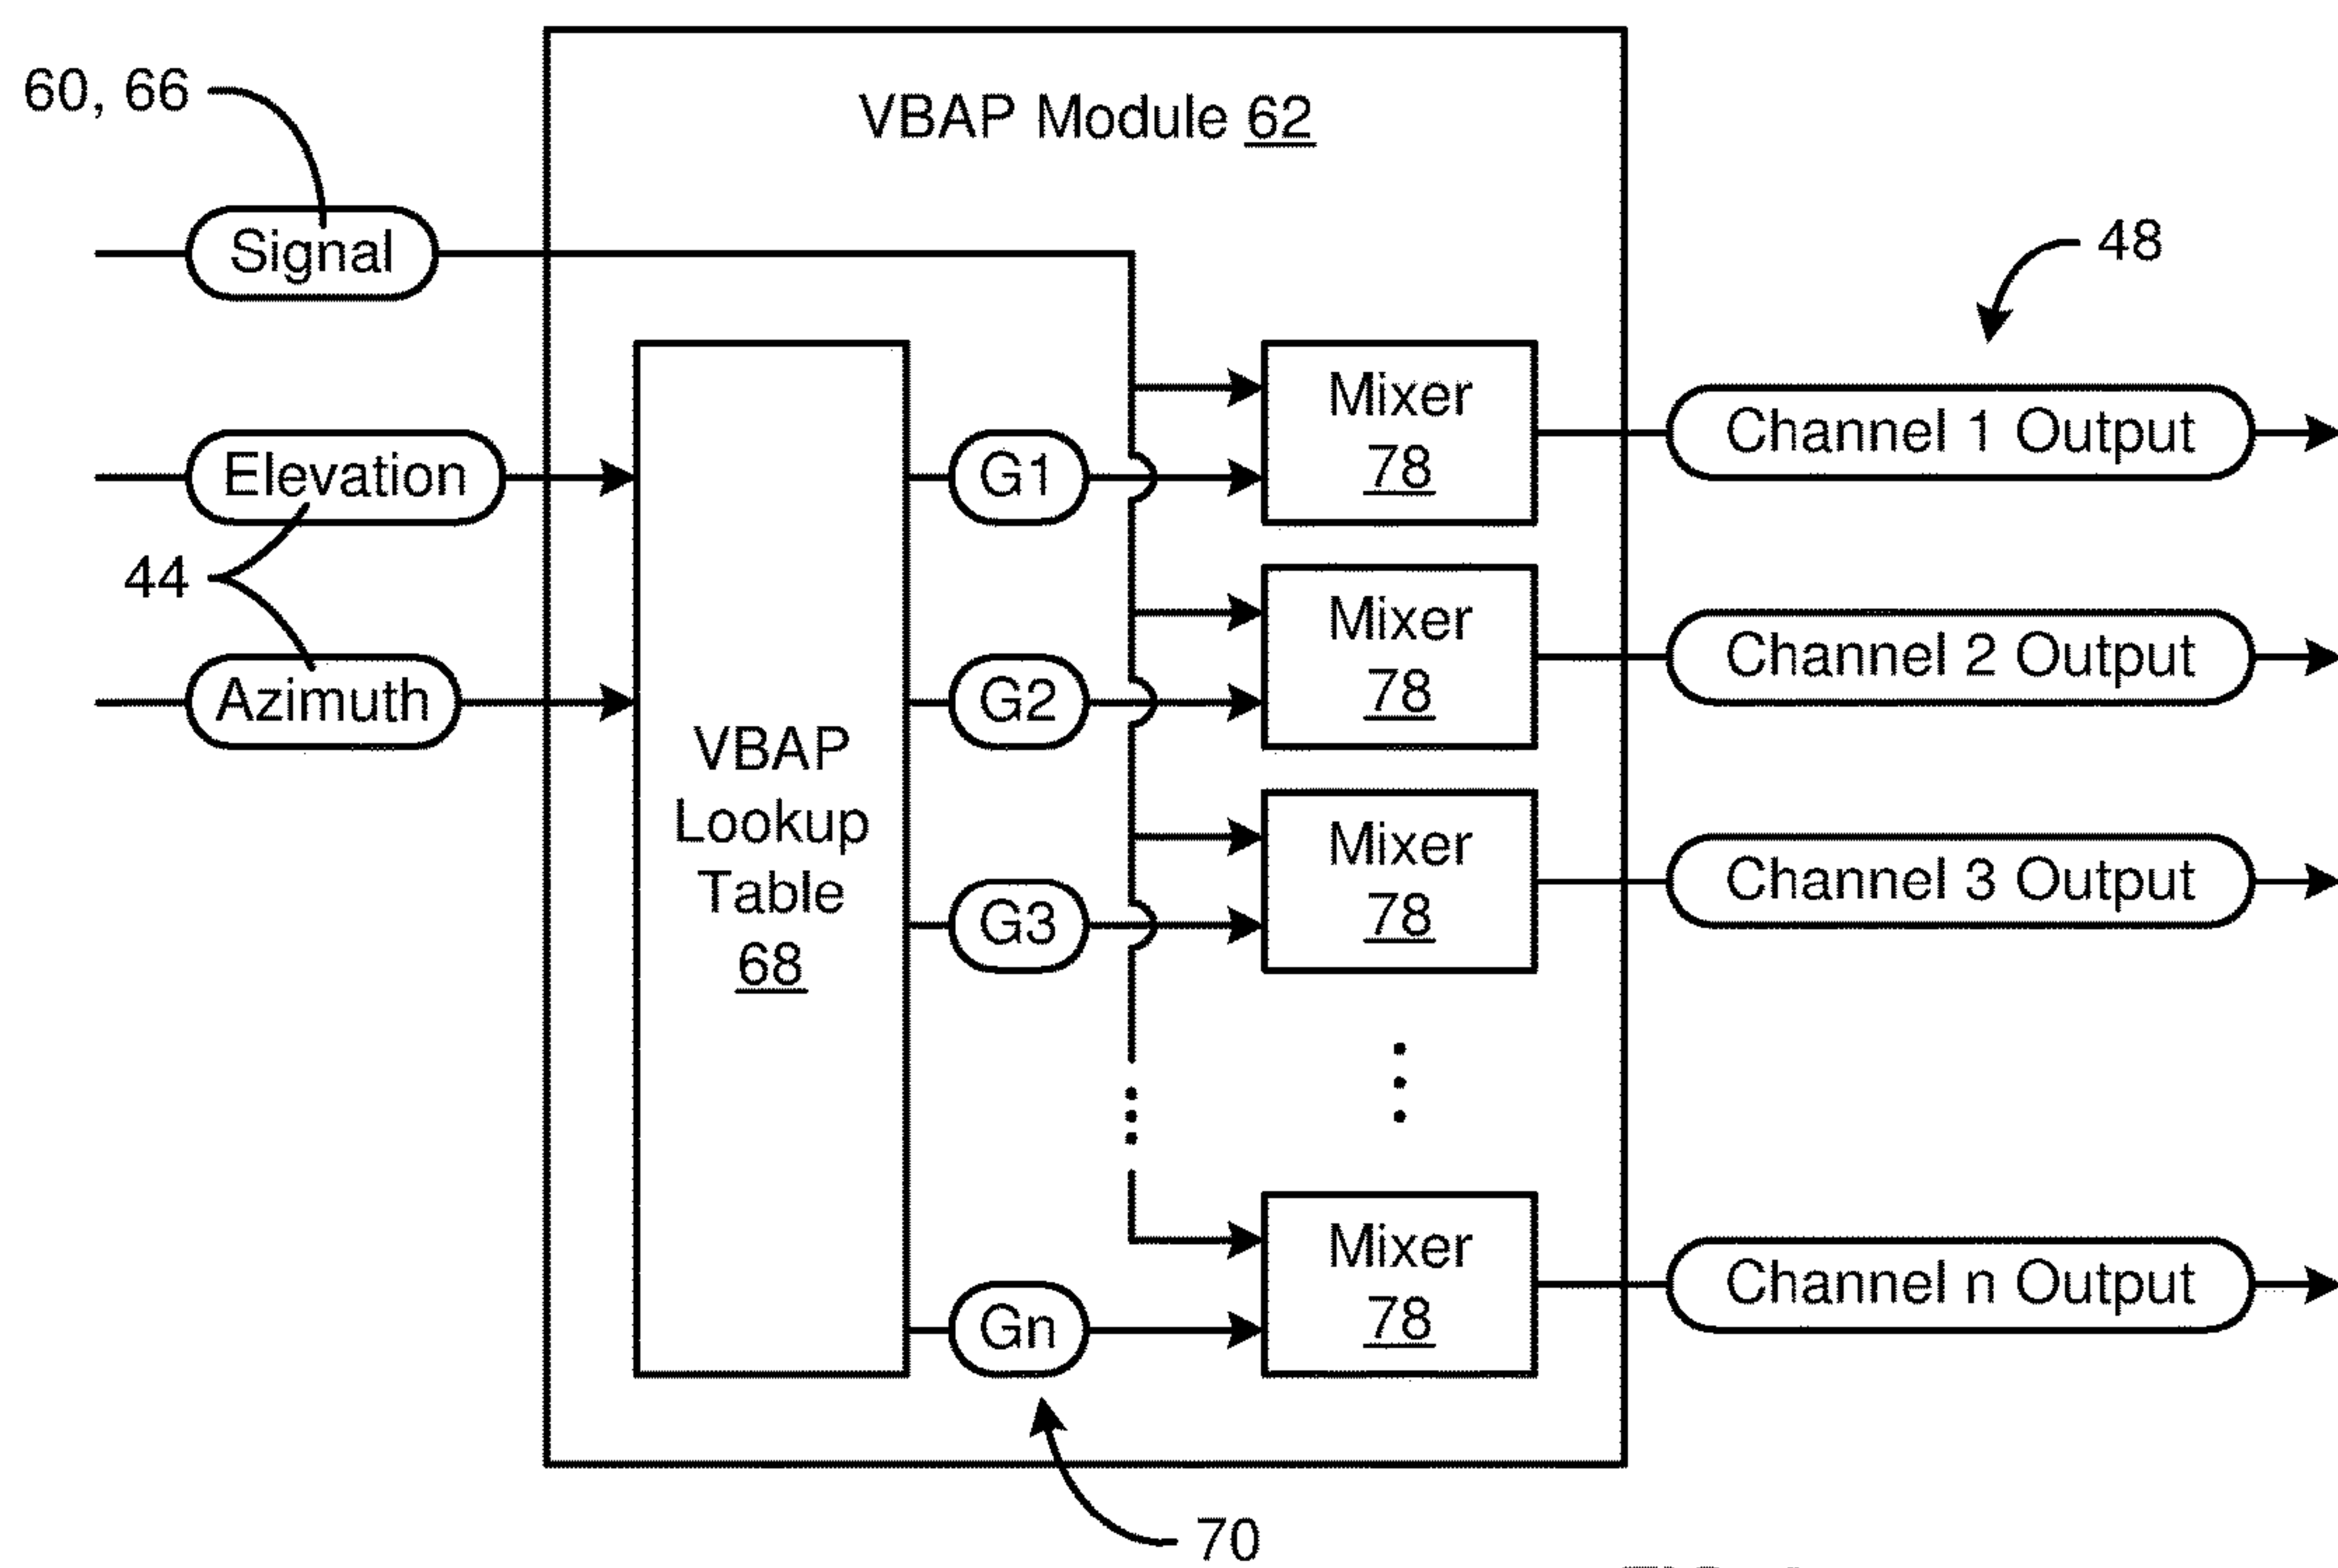 VBAP Module 62
60, 66
Signal
48
Elevation
44
Azimuth
VBAP
Lookup
Table
68
G1
G2
G3
Gn
70
Mixer
78
Mixer
78
Mixer
78
Mixer
78
Channel 1 Output
Channel 2 Output
Channel 3 Output
Channel n Output